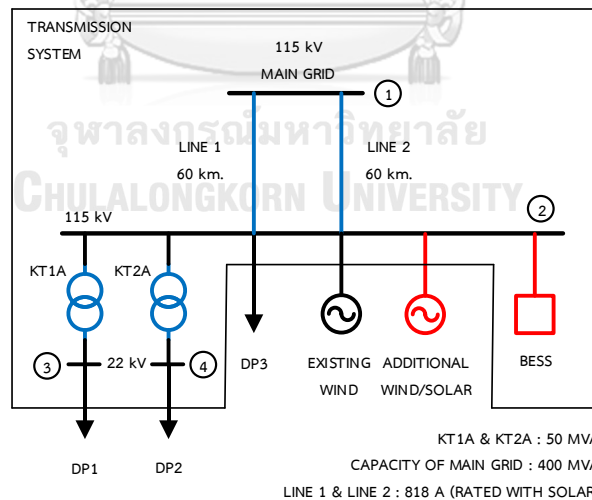 TRANSMISSION
SYSTEM
115 kV
MAIN GRID
1
จุฬาลงกรณ์มหาวิทยาลัย
CHULALONGKORN UNIVERSITY
LINE 1
60 km.
LINE 2
60 km.
115 kV
2
KT1A
KT2A
3
22 kV
4
DP3
EXISTING
WIND
ADDITIONAL
WIND/SOLAR
BESS
DP1
DP2
KT1A & KT2A : 50 MVA
CAPACITY OF MAIN GRID : 400 MVA
LINE 1 & LINE 2 : 818 A (RATED WITH SOLAR